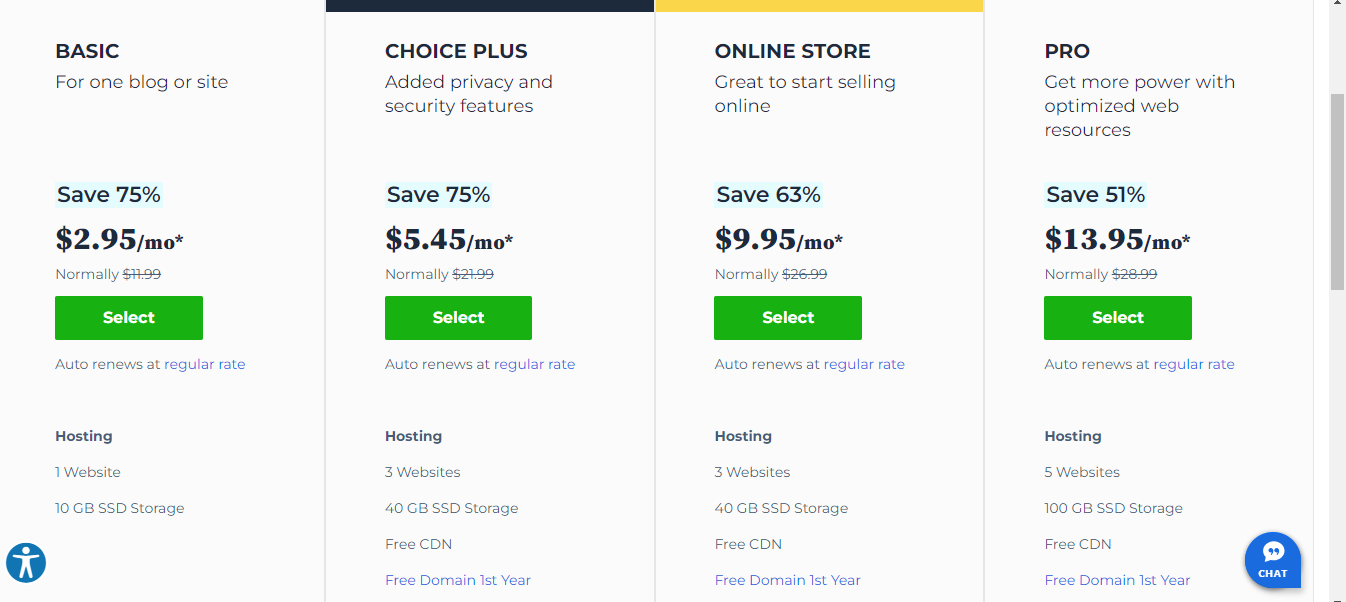 BASIC
For one blog or site
Save 75%
$2.95/mo*
Normally $11.99
Select
Auto renews at regular rate
Hosting
1 Website
10 GB SSD Storage
CHOICE PLUS
Added privacy and
security features
Save 75%
$5.45/mo*
Normally $21.99
Select
Auto renews at regular rate
Hosting
3 Websites
40 GB SSD Storage
Free CDN
Free Domain 1st Year
ONLINE STORE
Great to start selling
online
Save 63%
$9.95/mo*
Normally $26.99
Select
Auto renews at regular rate
Hosting
3 Websites
40 GB SSD Storage
Free CDN
Free Domain 1st Year
PRO
Get more power with
optimized web
resources
Save 51%
$13.95/mo*
Normally $28.99
Select
Auto renews at regular rate
Hosting
5 Websites
100 GB SSD Storage
Free CDN
Free Domain 1st Year
CHAT